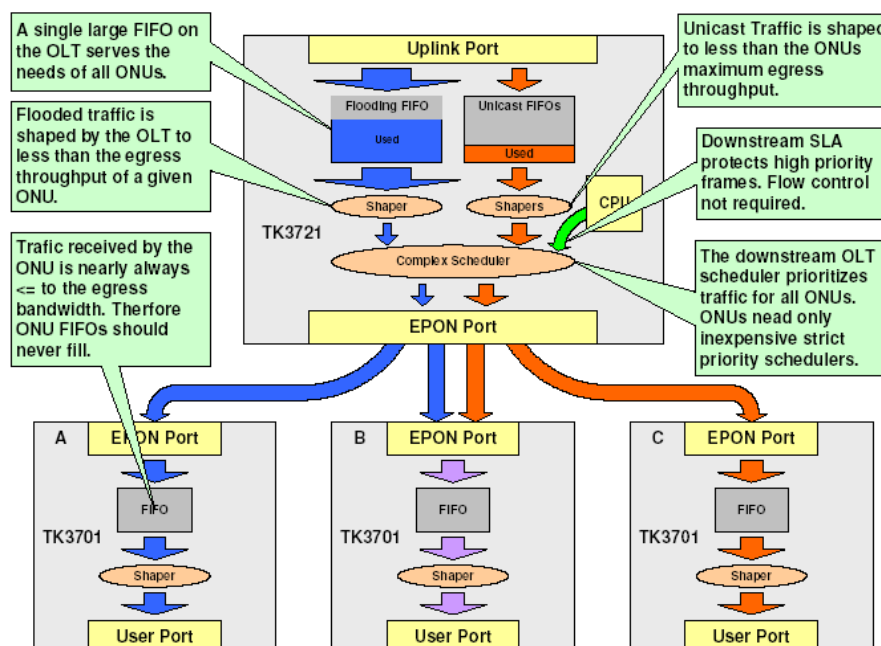 A single large FIFO on
the OLT serves the
needs of all ONUs.
Flooded traffic is
shaped by the OLT to
less than the egress
throughput of a given
ONU.
Trafic received by the
ONU is nearly always
<= to the egress
bandwidth. Therfore
ONU FIFOs should
never fill.
Uplink Port
Flooding FIFO
Used
Unicast FIFOs
Used
Shaper
Shapers
CPU
TK3721
Complex Scheduler
EPON Port
Unicast Traffic is shaped
to less than the ONUs
maximum egress
throughput.
Downstream SLA
protects high priority
frames. Flow control
not required.
The downstream OLT
scheduler prioritizes
traffic for all ONUs.
ONUs nead only
inexpensive strict
priority schedulers.
A
EPON Port
FIFO
TK3701
Shaper
User Port
B
EPON Port
FIFO
TK3701
Shaper
User Port
C
EPON Port
FIFO
TK3701
Shaper
User Port